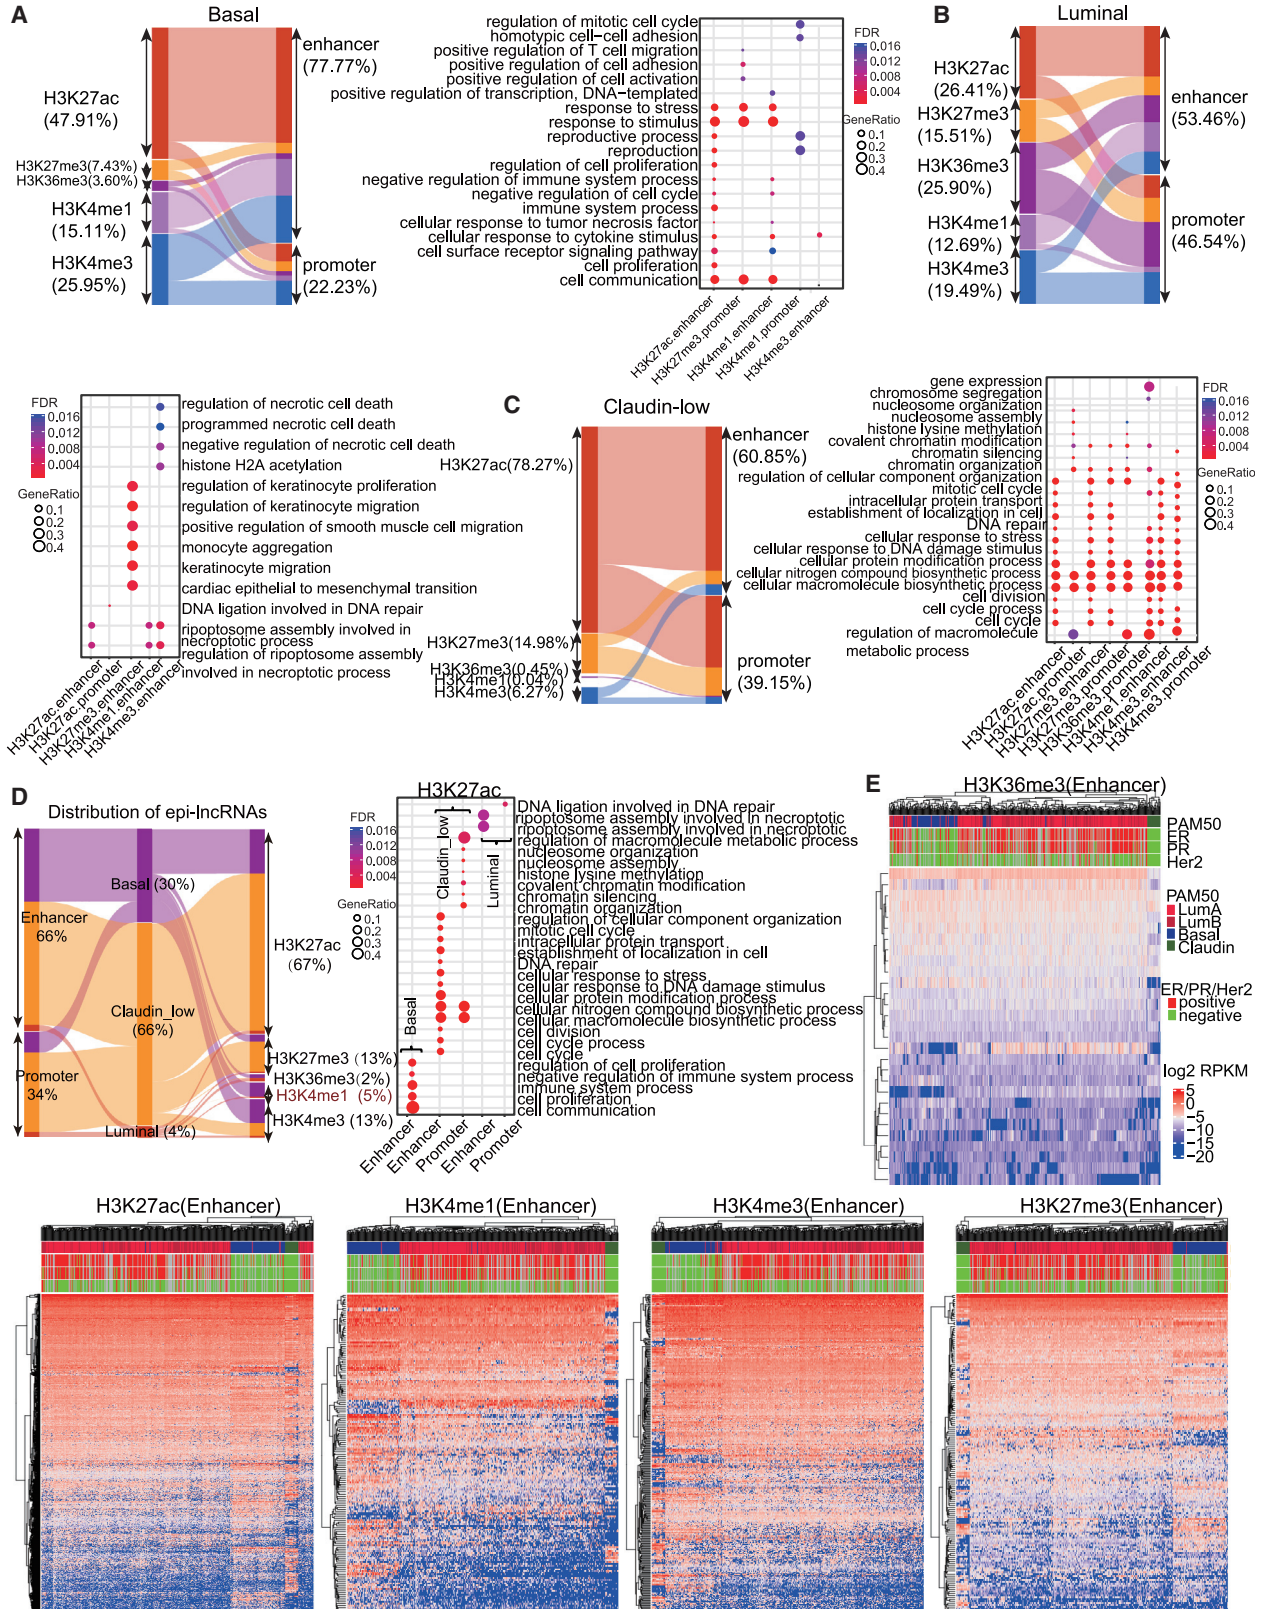 A
Basal
H3K27ac
(47.91%)
H3K27me3(7.43%)
H3K36me3(3.60%)
H3K4me1
(15.11%)
H3K4me3
(25.95%)
enhancer
(77.77%)
promoter
(22.23%)
regulation of mitotic cell cycle
homotypic cell−cell adhesion
positive regulation of T cell migration
positive regulation of cell adhesion
positive regulation of cell activation
positive regulation of transcription, DNA−templated
response to stress
response to stimulus
reproductive process
reproduction
regulation of cell proliferation
negative regulation of immune system process
negative regulation of cell cycle
immune system process
cellular response to tumor necrosis factor
cellular response to cytokine stimulus
cell surface receptor signaling pathway
cell proliferation
cell communication
H3K27ac.enhancer
H3K27me3.promoter
H3K4me1.enhancer
H3K4me1.promoter
H3K4me3.enhancer
FDR
0.016
0.012
0.008
0.004
GeneRatio
0.1
0.2
0.3
0.4
B
Luminal
H3K27ac
(26.41%)
H3K27me3
(15.51%)
H3K36me3
(25.90%)
H3K4me1
(12.69%)
H3K4me3
(19.49%)
enhancer
(53.46%)
promoter
(46.54%)
FDR
0.016
0.012
0.008
0.004
GeneRatio
0.1
0.2
0.3
0.4
regulation of necrotic cell death
programmed necrotic cell death
negative regulation of necrotic cell death
histone H2A acetylation
regulation of keratinocyte proliferation
regulation of keratinocyte migration
positive regulation of smooth muscle cell migration
monocyte aggregation
keratinocyte migration
cardiac epithelial to mesenchymal transition
DNA ligation involved in DNA repair
ripoptosome assembly involved in
necroptotic process
regulation of ripoptosome assembly
involved in necroptotic process
H3K27ac.enhancer
H3K27ac.promoter
H3K27me3.enhancer
H3K4me1.enhancer
H3K4me3.enhancer
C
Claudin-low
H3K27ac(78.27%)
H3K27me3(14.98%)
H3K36me3(0.45%)
H3K4me1(0.04%)
H3K4me3(6.27%)
enhancer
(60.85%)
promoter
(39.15%)
gene expression
chromosome segregation
nucleosome organization
nucleosome assembly
histone lysine methylation
covalent chromatin modification
chromatin silencing
chromatin organization
regulation of cellular component organization
mitotic cell cycle
intracellular protein transport
establishment of localization in cell
DNA repair
cellular response to stress
cellular response to DNA damage stimulus
cellular protein modification process
cellular nitrogen compound biosynthetic process
cellular macromolecule biosynthetic process
cell division
cell cycle process
cell cycle
regulation of macromolecule
metabolic process
H3K27ac.enhancer
H3K27ac.promoter
H3K27me3.enhancer
H3K27me3.promoter
H3K36me3.promoter
H3K4me1.enhancer
H3K4me3.enhancer
H3K4me3.promoter
FDR
0.016
0.012
0.008
0.004
GeneRatio
0.1
0.2
0.3
0.4
D
Distribution of epi-lncRNAs
Enhancer
66%
Promoter
34%
Basal (30%)
Claudin_low
(66%)
Luminal (4%)
H3K27ac
(67%)
H3K27me3 (13%)
H3K36me3(2%)
H3K4me1 (5%)
H3K4me3 (13%)
FDR
0.016
0.012
0.008
0.004
GeneRatio
0.1
0.2
0.3
0.4
H3K27ac
Basal
Claudin_low
Luminal
DNA ligation involved in DNA repair
ripoptosome assembly involved in necroptotic
ripoptosome assembly involved in necroptotic
regulation of macromolecule metabolic process
nucleosome organization
nucleosome assembly
histone lysine methylation
covalent chromatin modification
chromatin silencing
chromatin organization
regulation of cellular component organization
mitotic cell cycle
intracellular protein transport
establishment of localization in cell
DNA repair
cellular response to stress
cellular response to DNA damage stimulus
cellular protein modification process
cellular nitrogen compound biosynthetic process
cellular macromolecule biosynthetic process
cell division
cell cycle process
cell cycle
regulation of cell proliferation
negative regulation of immune system process
immune system process
cell proliferation
cell communication
Enhancer
Enhancer
Promoter
Enhancer
Promoter
E
H3K36me3(Enhancer)
PAM50
ER
PR
Her2
PAM50
LumA
LumB
Basal
Claudin
ER/PR/Her2
positive
negative
log2 RPKM
5
0
−5
−10
−15
−20
H3K27ac(Enhancer)
H3K4me1(Enhancer)
H3K4me3(Enhancer)
H3K27me3(Enhancer)